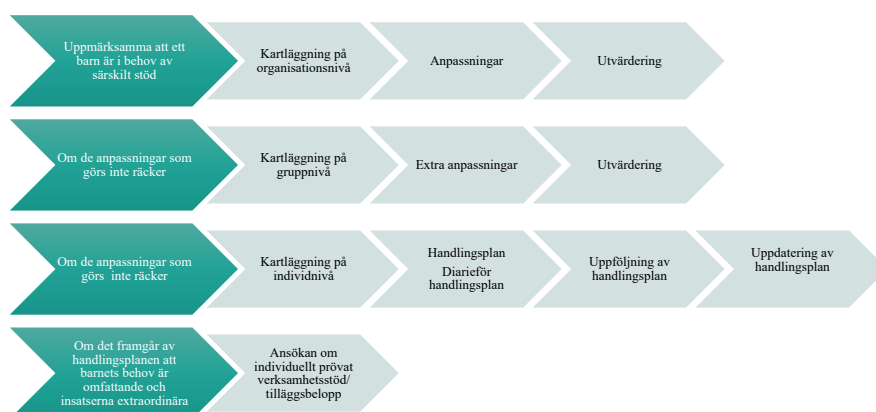 Uppmärksamma att ett
barn är i behov av
särskilt stöd
Kartläggning på
organisationsnivå
Anpassningar
Utvärdering
Om de anpassningar som
görs inte räcker
Kartläggning på
gruppnivå
Extra anpassningar
Utvärdering
Om de anpassningar som
görs inte räcker
Kartläggning på
individnivå
Handlingsplan
Diarieför
handlingsplan
Uppföljning av
handlingsplan
Uppdatering av
handlingsplan
Om det framgår av
handlingsplanen att
barnets behov är
omfattande och
insatserna extraordinära
Ansökan om
individuellt prövat
verksamhetsstöd/
tilläggsbelopp